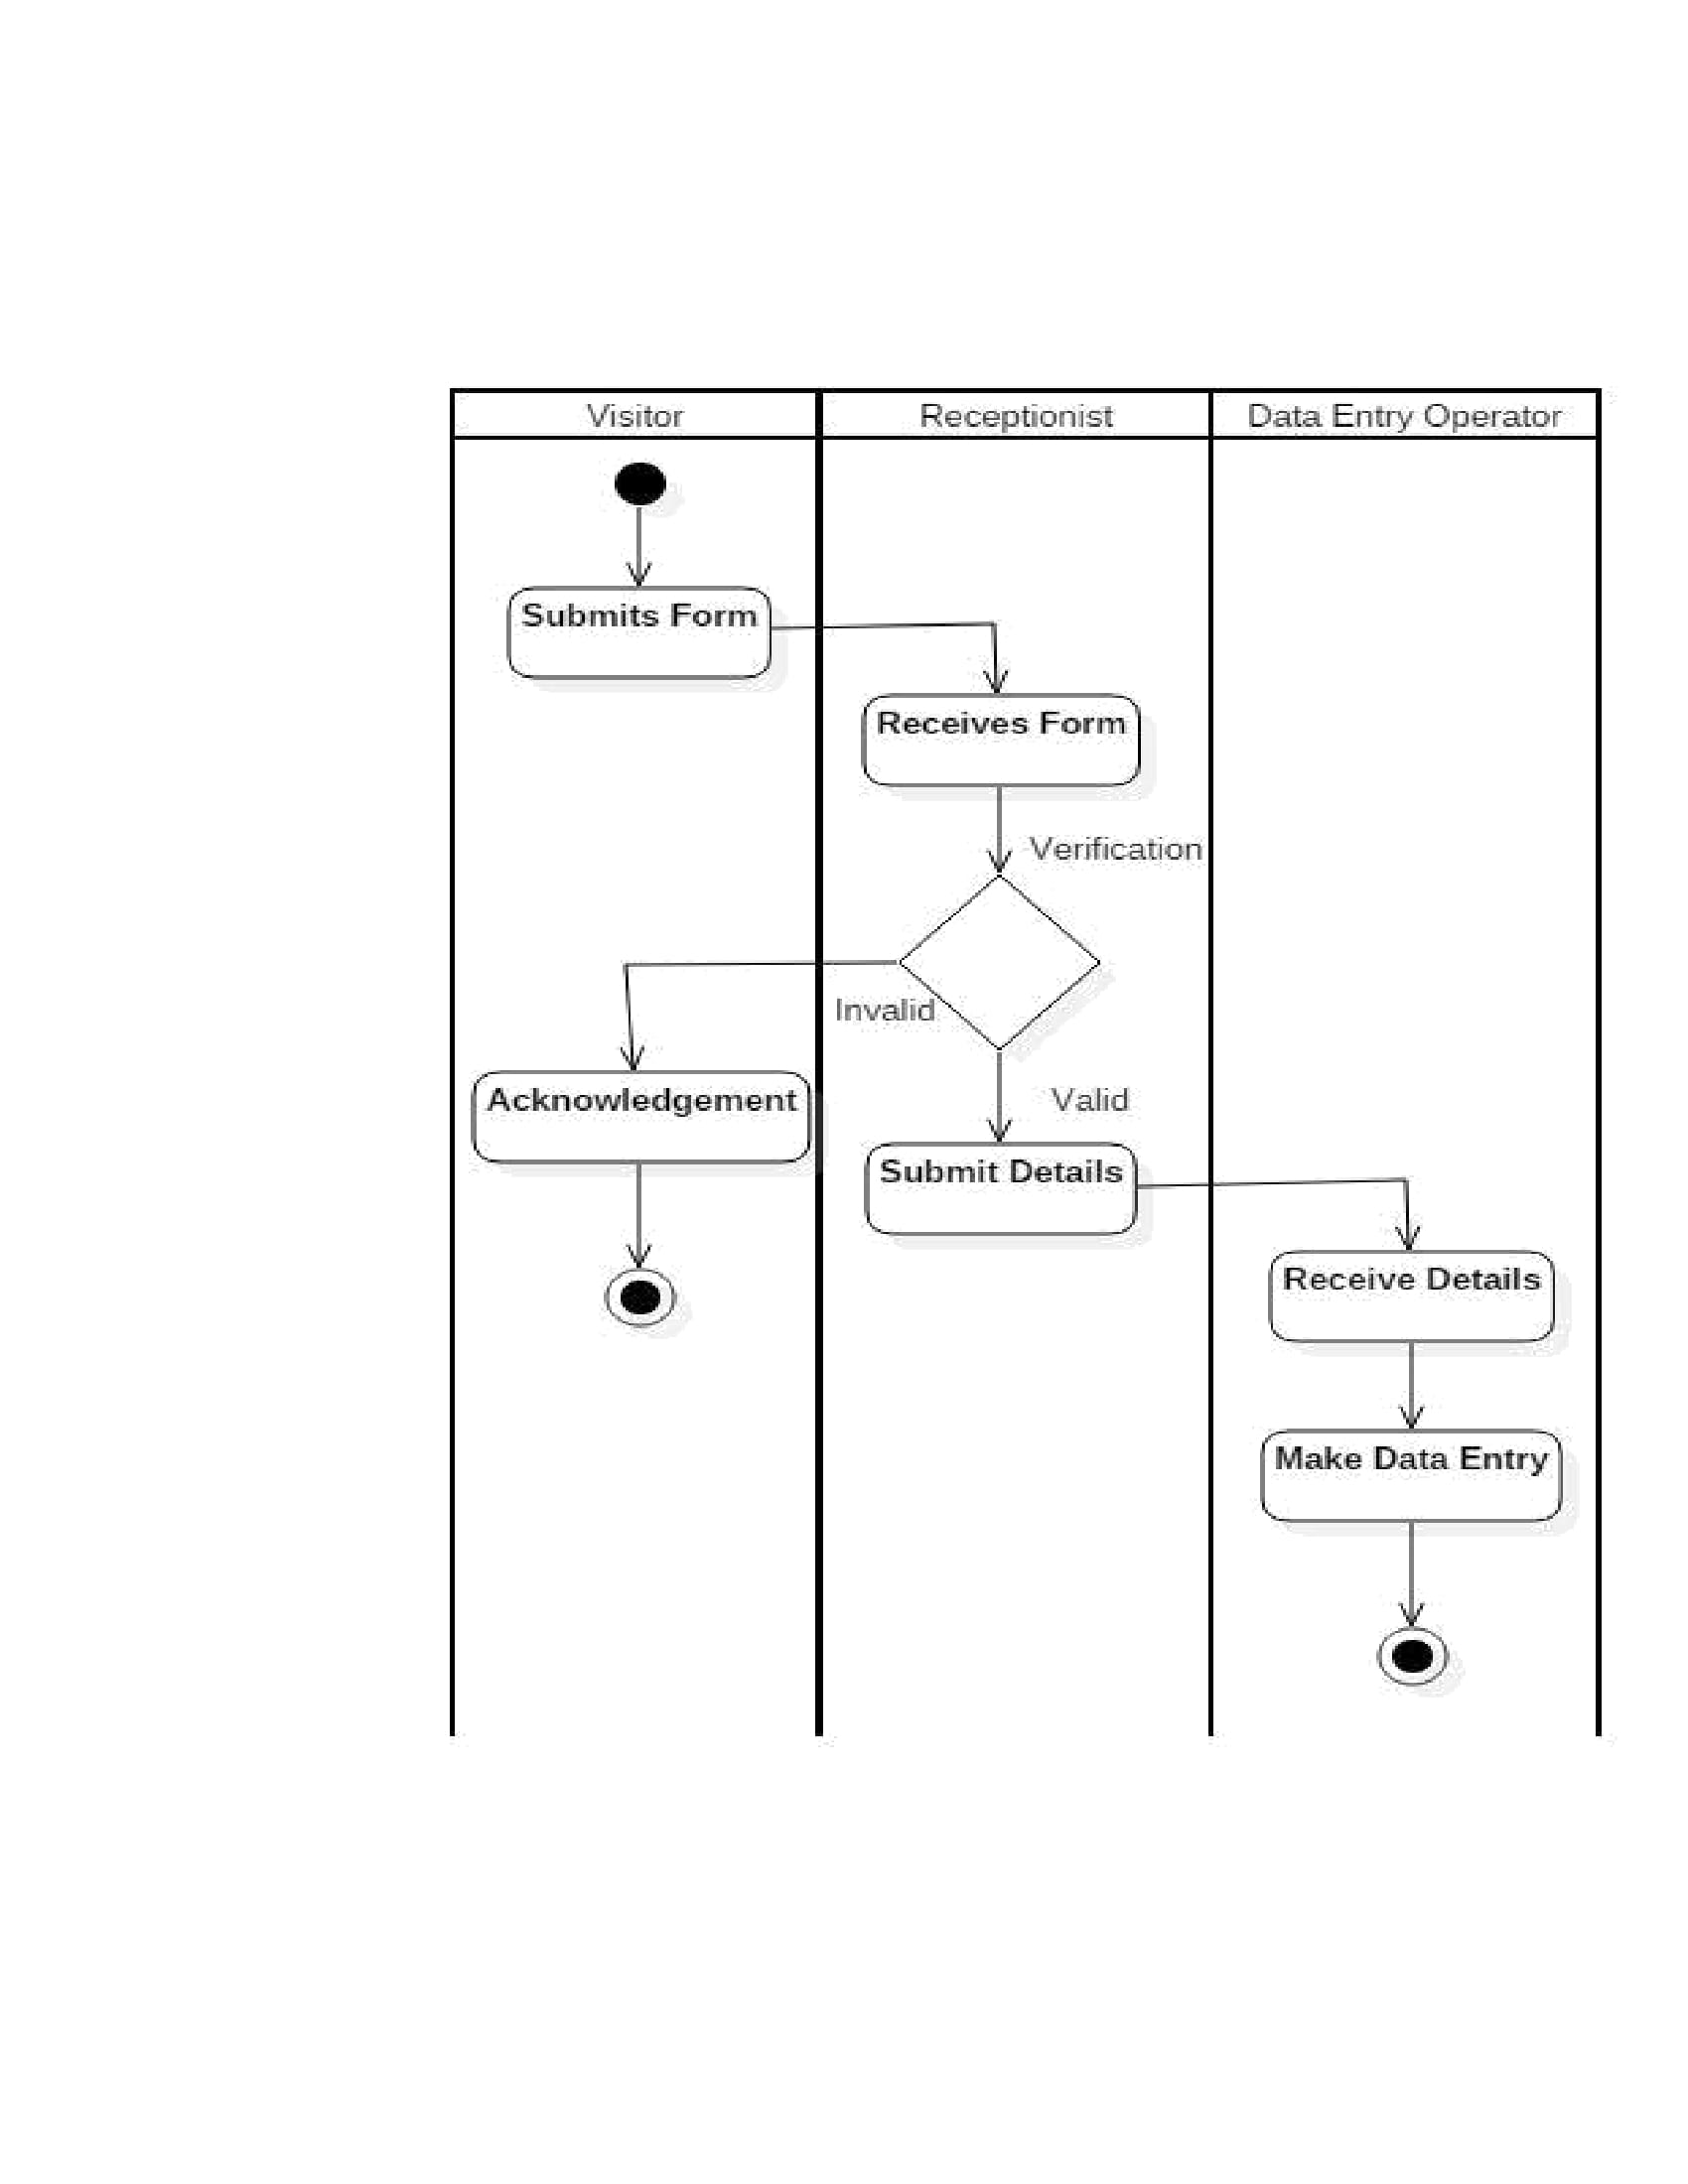 Visitor
Receptionist
Data Entry Operator
Submits Form
Receives Form
Verification
Invalid
Acknowledgement
Valid
Submit Details
Receive Details
Make Data Entry